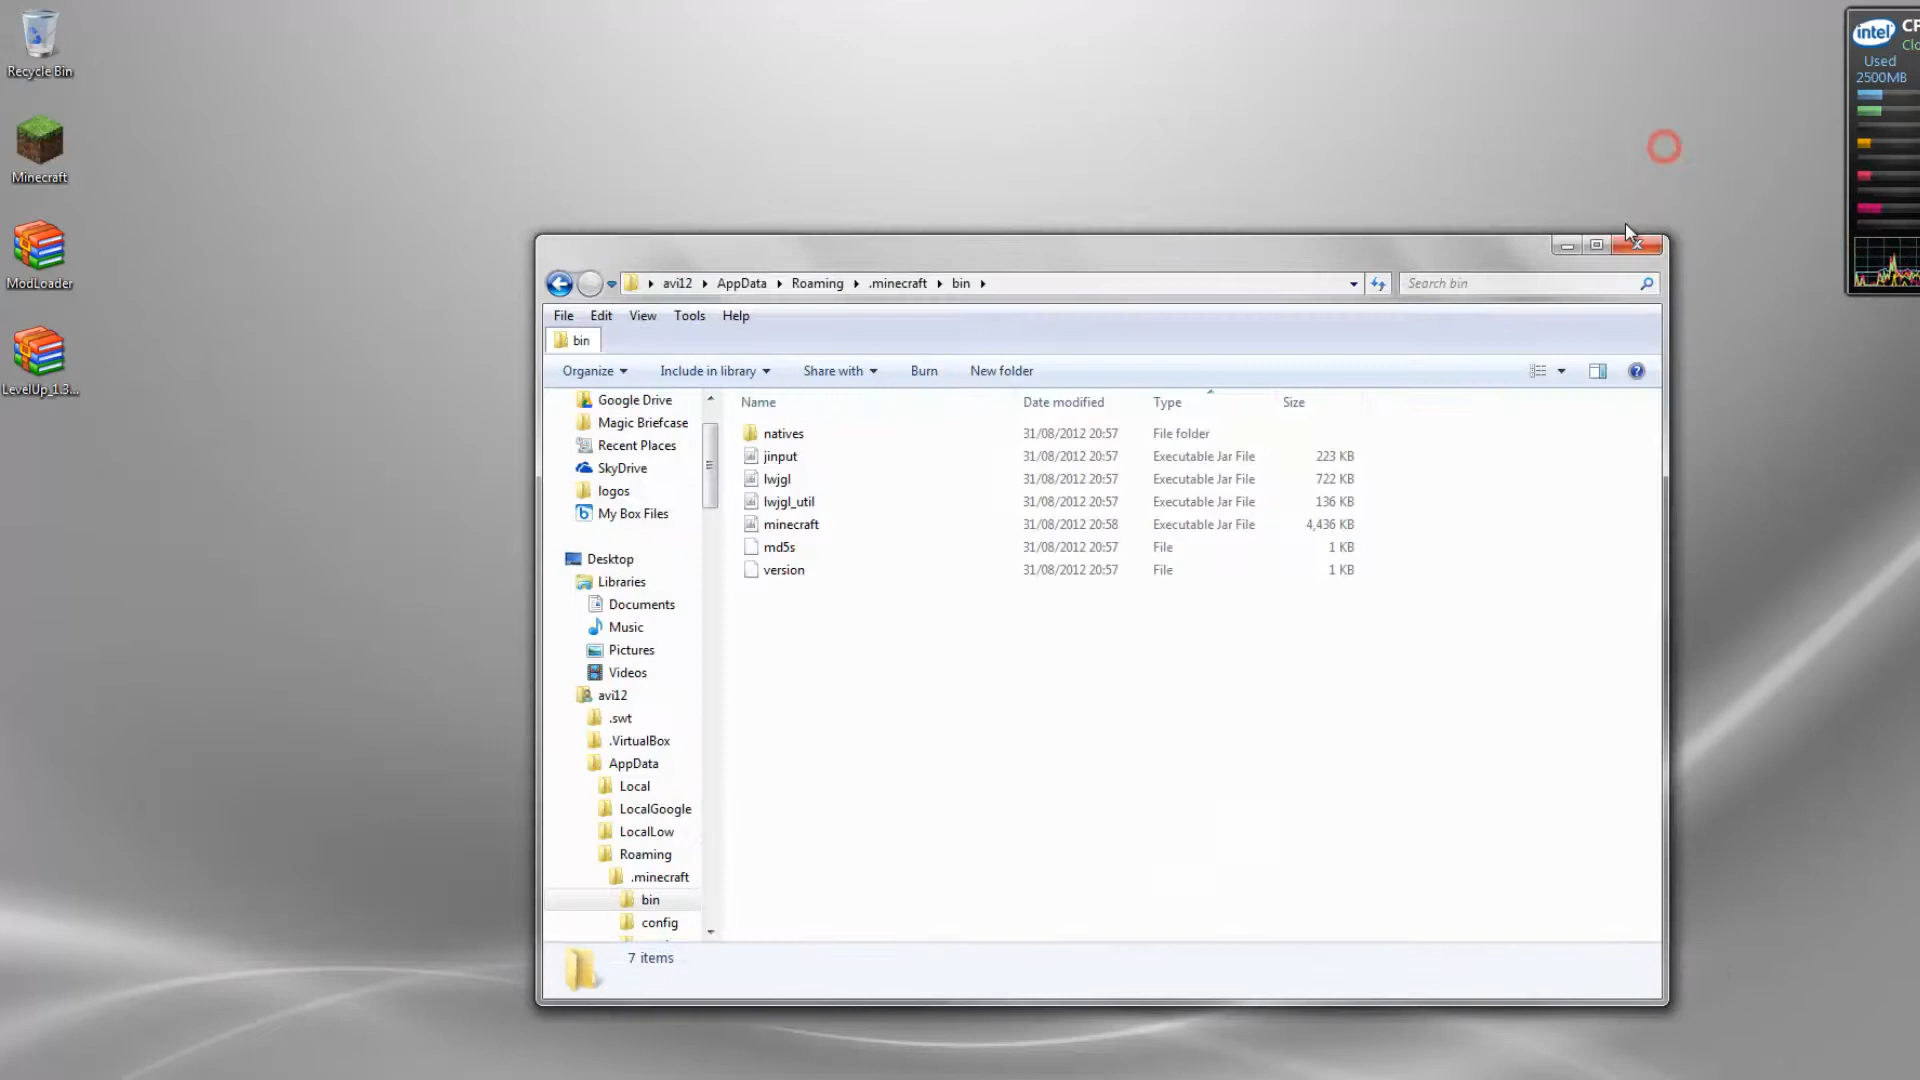 Recycle Bin
Minecraft
ModLoader
LevelUp_1.3...
intel
Used
2500MB
avi12 AppData Roaming .minecraft bin
Search bin
File Edit View Tools Help
bin
Organize Include in library Share with Burn New folder
Google Drive
Magic Briefcase
Recent Places
SkyDrive
logos
My Box Files
Desktop
Libraries
Documents
Music
Pictures
Videos
avi12
.swt
.VirtualBox
AppData
Local
LocalGoogle
LocalLow
Roaming
.minecraft
bin
config
Name Date modified Type Size
natives 31/08/2012 20:57 File folder
jinput 31/08/2012 20:57 Executable Jar File 223 KB
lwjgl 31/08/2012 20:57 Executable Jar File 722 KB
lwjgl_util 31/08/2012 20:57 Executable Jar File 136 KB
minecraft 31/08/2012 20:58 Executable Jar File 4,436 KB
md5s 31/08/2012 20:57 File 1 KB
version 31/08/2012 20:57 File 1 KB
7 items